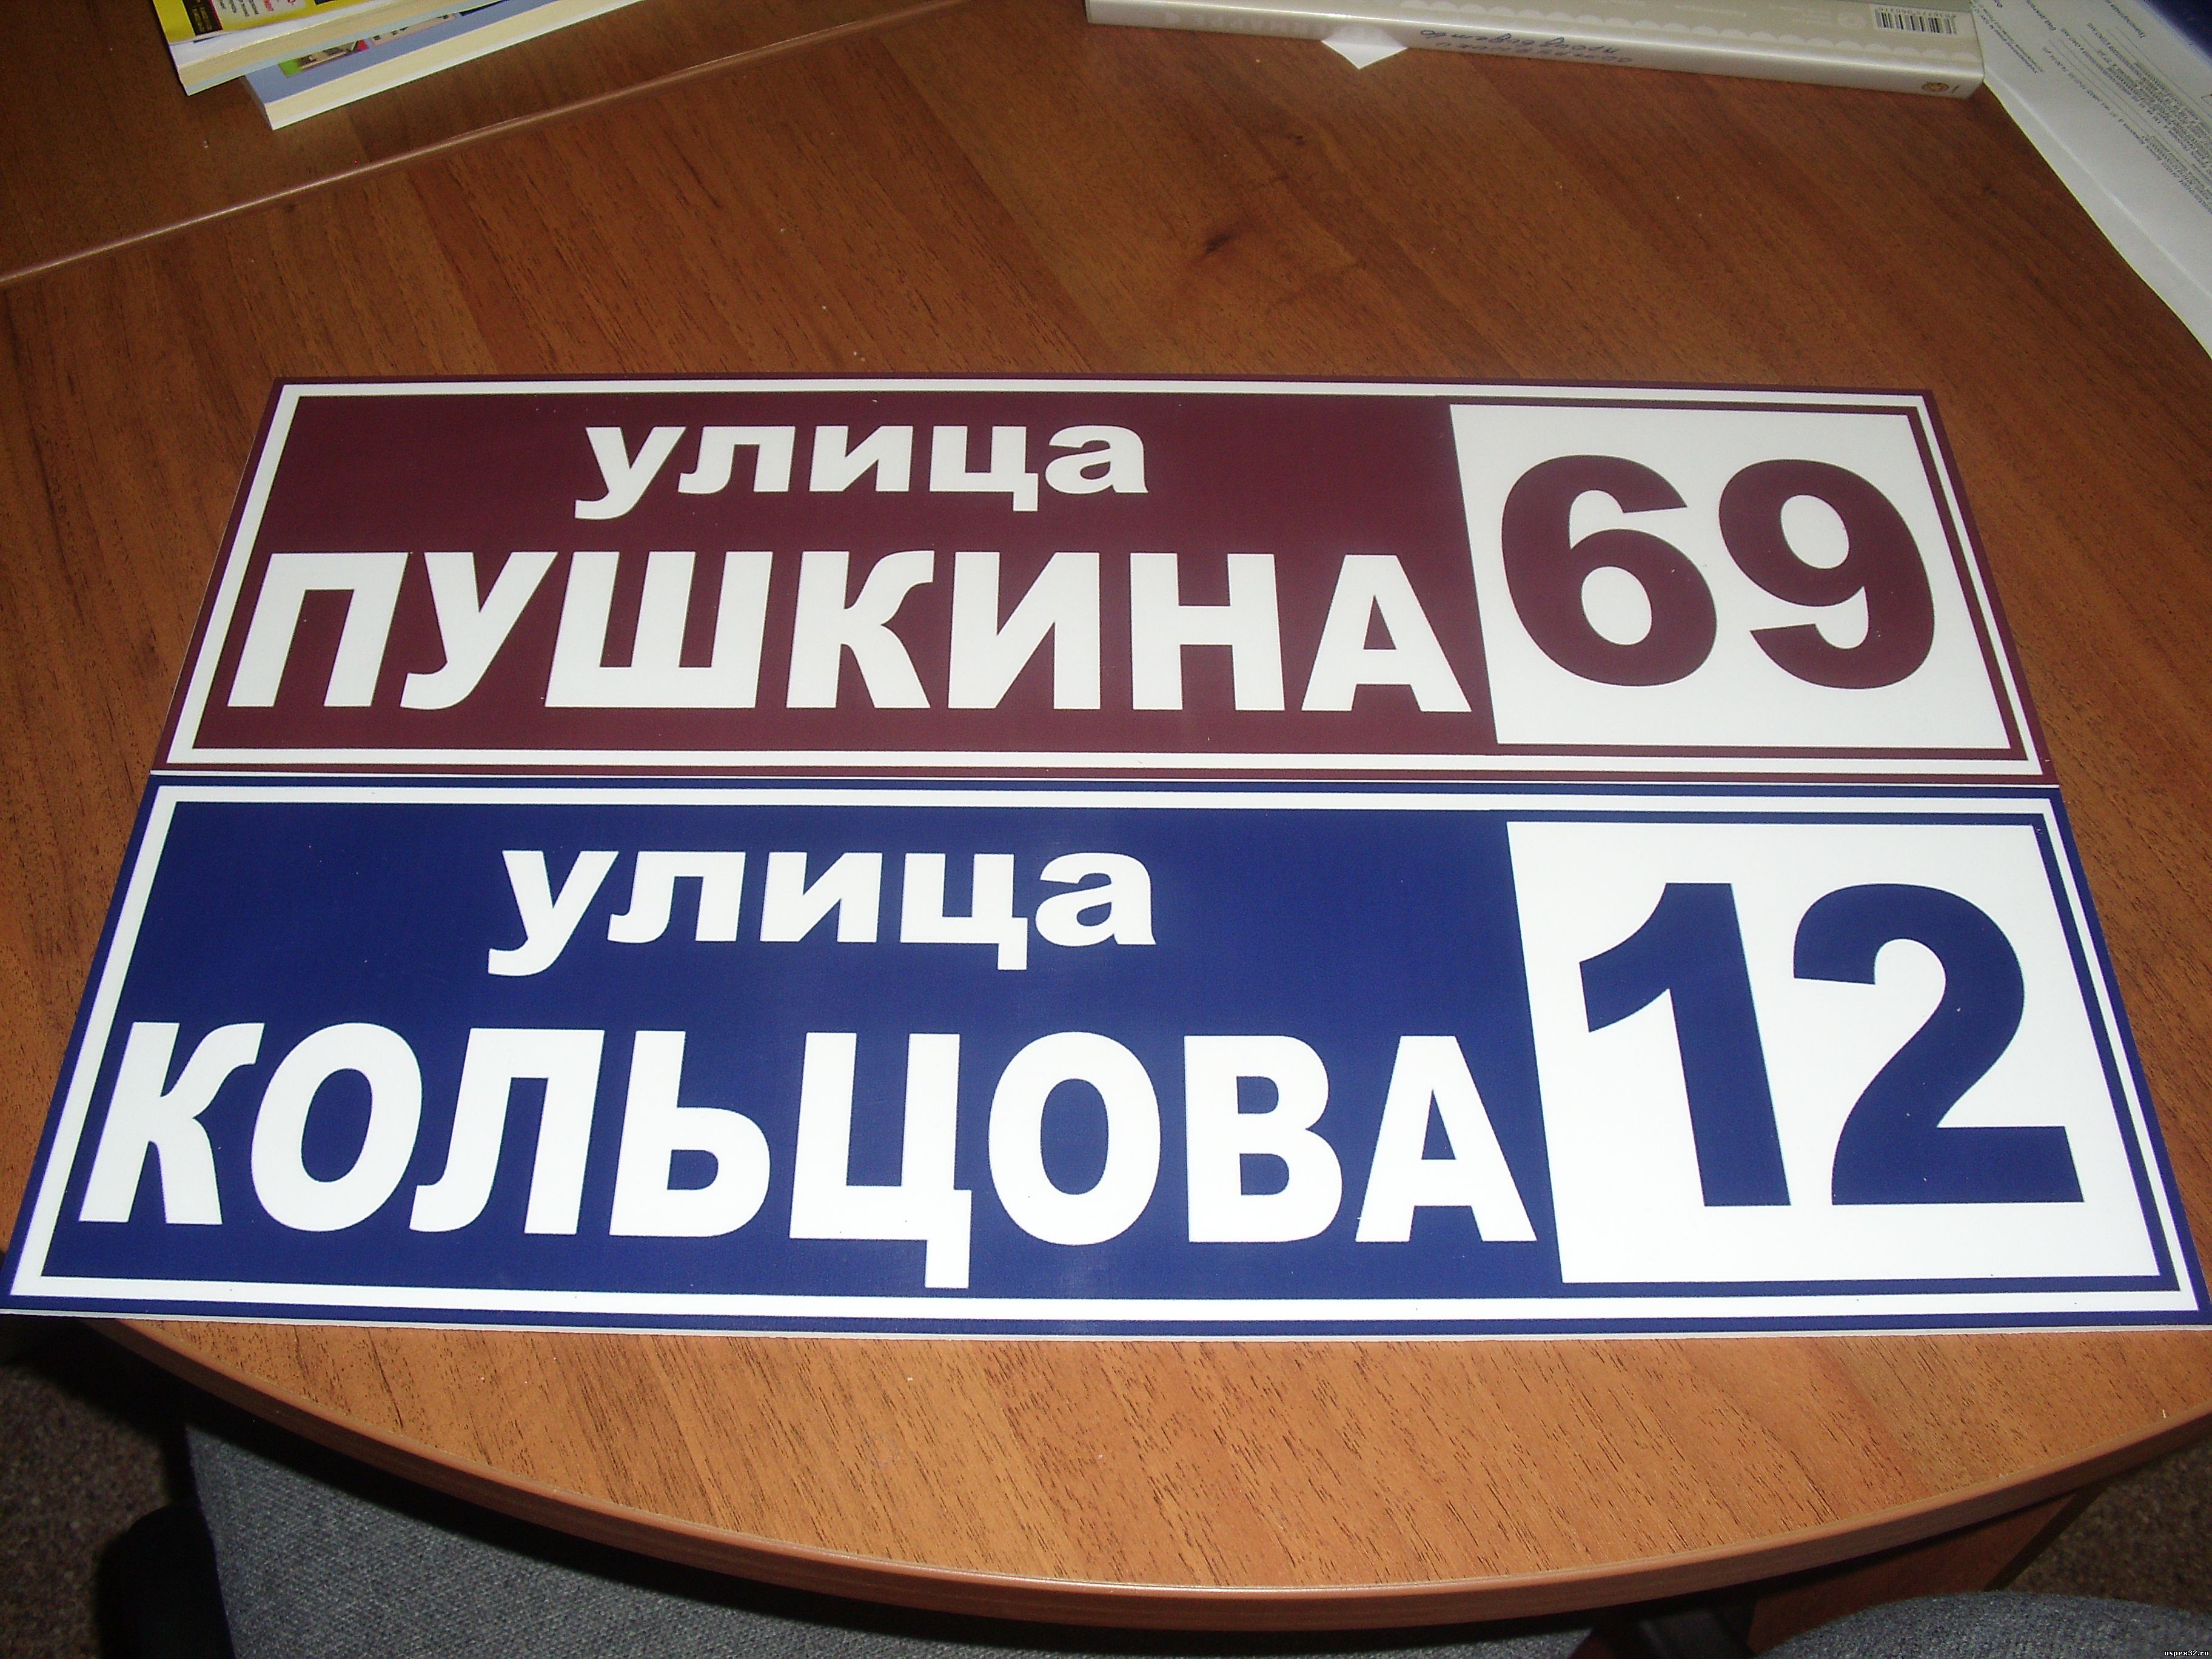 улица
ПУШКИНА
69
улица
КОЛЬЦОВА
12
uspex32.ru